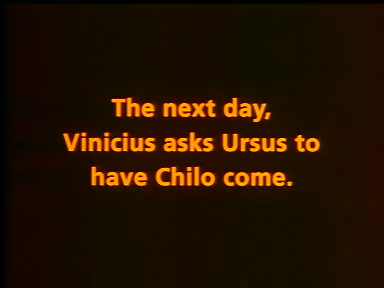 The next day,
Vinicius asks Ursus to
have Chilo come.